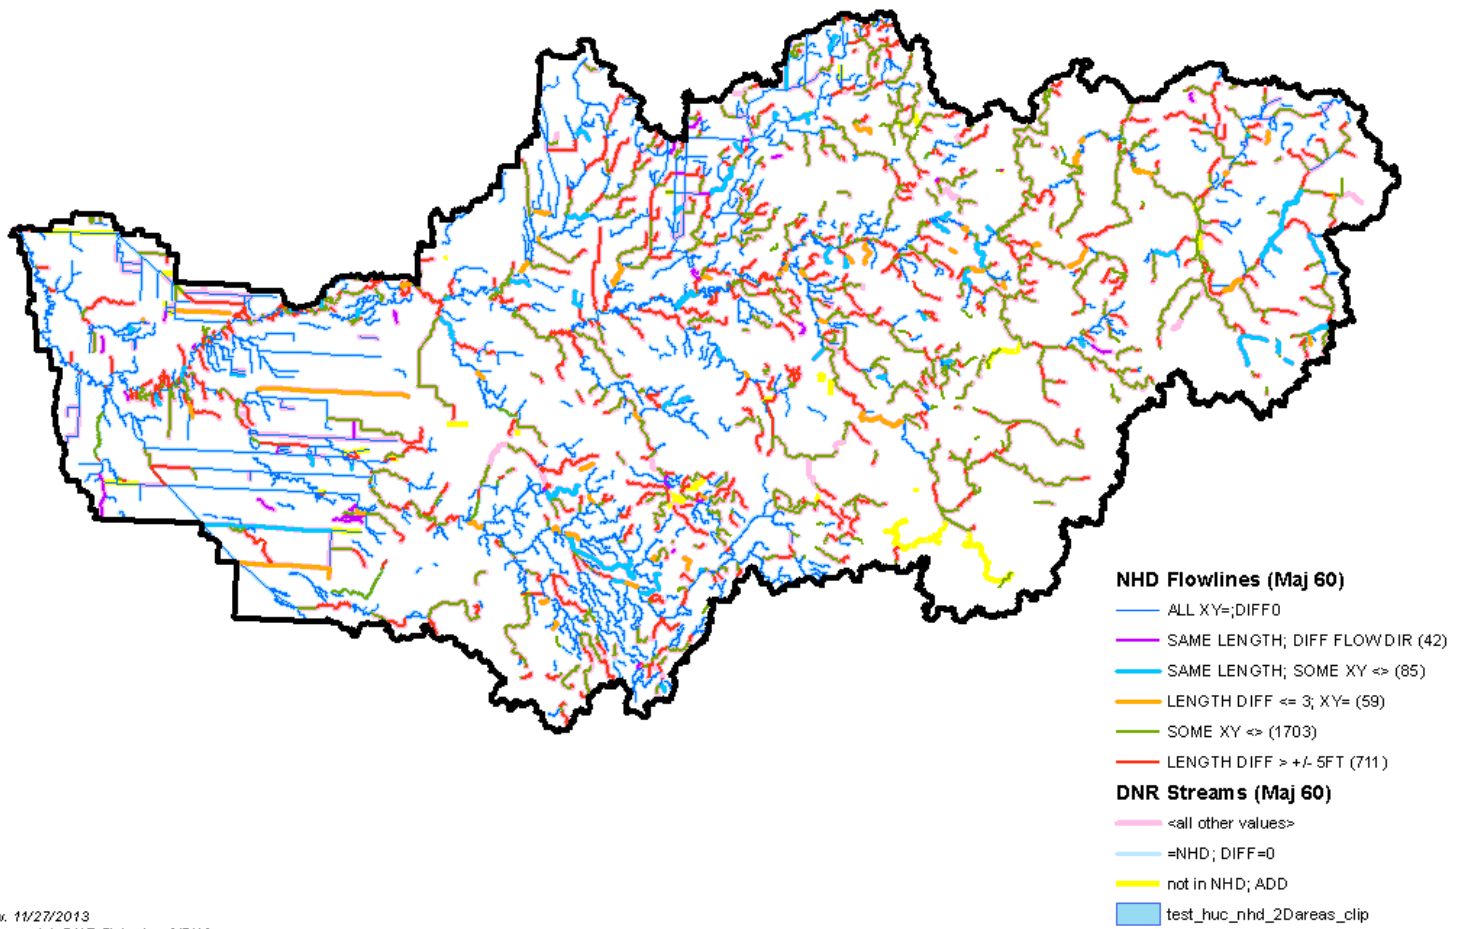 NHD Flowlines (Maj 60)
ALL XY=;DIFF0
SAME LENGTH; DIFF FLOWDIR (42)
SAME LENGTH; SOME XY <> (85)
LENGTH DIFF <= 3; XY= (59)
SOME XY <> (1703)
LENGTH DIFF > +/- 5FT (711)
DNR Streams (Maj 60)
<all other values>
=NHD; DIFF=0
not in NHD; ADD
test_huc_nhd_2Dareas_clip
v. 11/27/2013